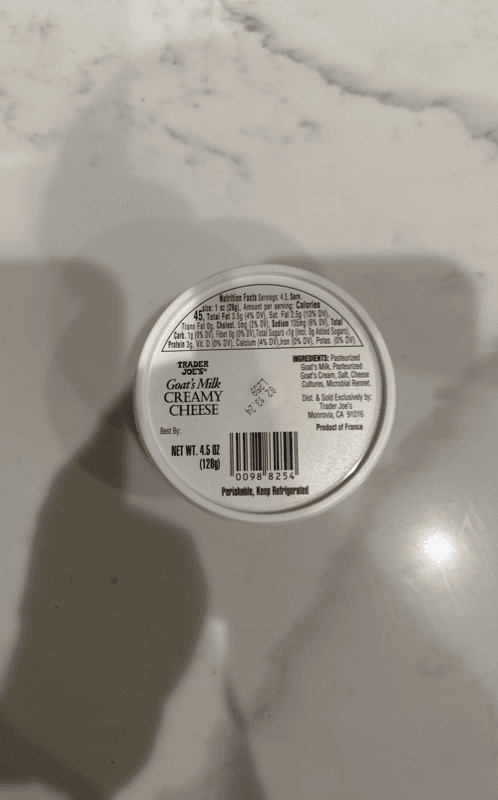 Nutrition Facts Servings: 4.5, Serv.
size: 1 oz (28g), Amount per serving: Calories
45, Total Fat 3.5g (4% DV), Sat. Fat 2.5g (13% DV),
Trans Fat 0g, Cholest. 5mg (2% DV), Sodium 135mg (6% DV), Total
Carb. 1g (0% DV), Fiber 0g (0% DV), Total Sugars <1g (Incl. 0g Added Sugars),
Protein 3g, Vit. D (0% DV), Calcium (4% DV), Iron (0% DV), Potas. (0% DV).
TRADER
JOE'S®
Goat's Milk
CREAMY
CHEESE
Best By:
02 13 24
NET WT. 4.5 OZ
(128g)
INGREDIENTS: Pasteurized
Goat's Milk, Pasteurized
Goat's Cream, Salt, Cheese
Cultures, Microbial Rennet.
Dist. & Sold Exclusively by:
Trader Joe's
Monrovia, CA 91016
Product of France
0098 8254
Perishable, Keep Refrigerated